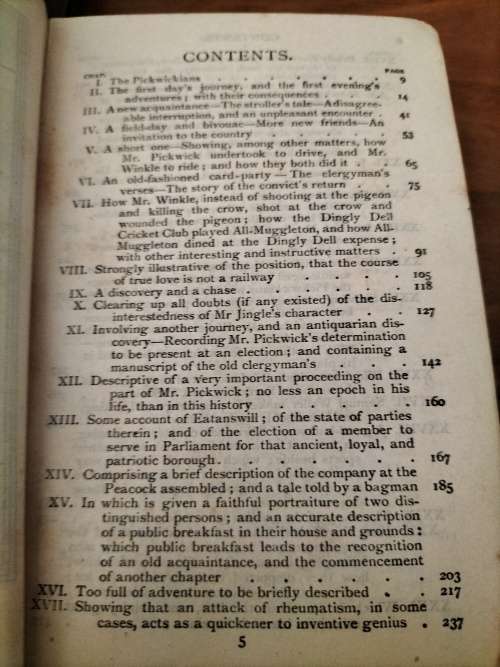 CONTENTS.
CHAP. PAGE
I. The Pickwickians . . . . . . 9
II. The first day's journey, and the first evening's
adventures; with their consequences . . 14
III. A new acquaintance—The stroller's tale—A disagree-
able interruption, and an unpleasant encounter . 41
IV. A field-day and bivouac—More new friends—An
invitation to the country . . . . . 53
V. A short one—Showing, among other matters, how
Mr. Pickwick undertook to drive, and Mr.
Winkle to ride; and how they both did it . . 65
VI. An old-fashioned card-party—The clergyman's
verses—The story of the convict's return . . 75
VII. How Mr. Winkle, instead of shooting at the pigeon
and killing the crow, shot at the crow and
wounded the pigeon; how the Dingly Dell
Cricket Club played All-Muggleton, and how All-
Muggleton dined at the Dingly Dell expense;
with other interesting and instructive matters . 91
VIII. Strongly illustrative of the position, that the course
of true love is not a railway . . . . 105
IX. A discovery and a chase . . . . . 118
X. Clearing up all doubts (if any existed) of the dis-
interestedness of Mr Jingle's character . . 127
XI. Involving another journey, and an antiquarian dis-
covery—Recording Mr. Pickwick's determination
to be present at an election; and containing a
manuscript of the old clergyman's . . . 142
XII. Descriptive of a very important proceeding on the
part of Mr. Pickwick; no less an epoch in his
life, than in this history . . . . . 160
XIII. Some account of Eatanswill; of the state of parties
therein; and of the election of a member to
serve in Parliament for that ancient, loyal, and
patriotic borough . . . . . . 167
XIV. Comprising a brief description of the company at the
Peacock assembled; and a tale told by a bagman 185
XV. In which is given a faithful portraiture of two dis-
tinguished persons; and an accurate description
of a public breakfast in their house and grounds:
which public breakfast leads to the recognition
of an old acquaintance, and the commencement
of another chapter . . . . . . 203
XVI. Too full of adventure to be briefly described . . 217
XVII. Showing that an attack of rheumatism, in some
cases, acts as a quickener to inventive genius . 237
5